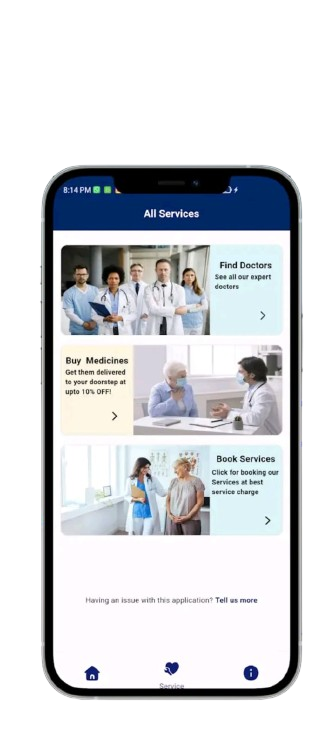 8:14 PM
All Services
Find Doctors
See all our expert
doctors
Buy Medicines
Get them delivered
to your doorstep at
upto 10% OFF!
Book Services
Click for booking our
Services at best
service charge
Having an issue with this application? Tell us more
Service